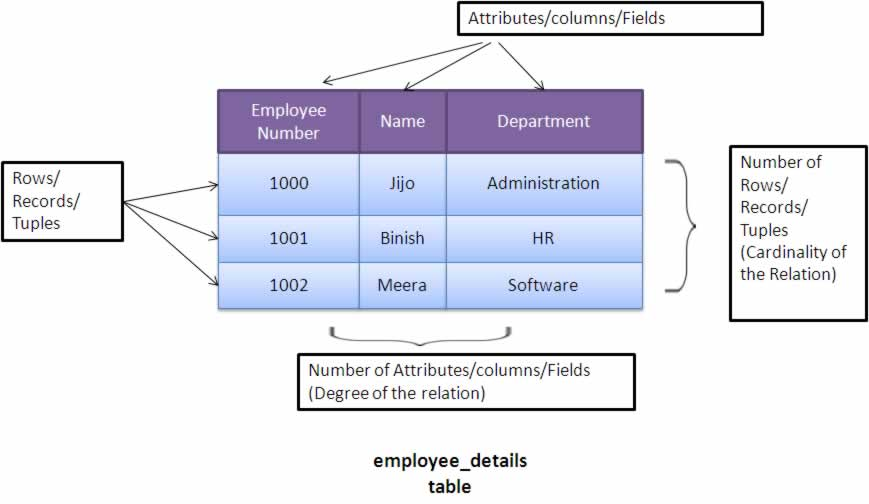 Attributes/columns/Fields
Employee
Number
Name
Department
Rows/
Records/
Tuples
1000
Jijo
Administration
1001
Binish
HR
1002
Meera
Software
Number of
Rows/
Records/
Tuples
(Cardinality of
the Relation)
Number of Attributes/columns/Fields
(Degree of the relation)
employee_details
table